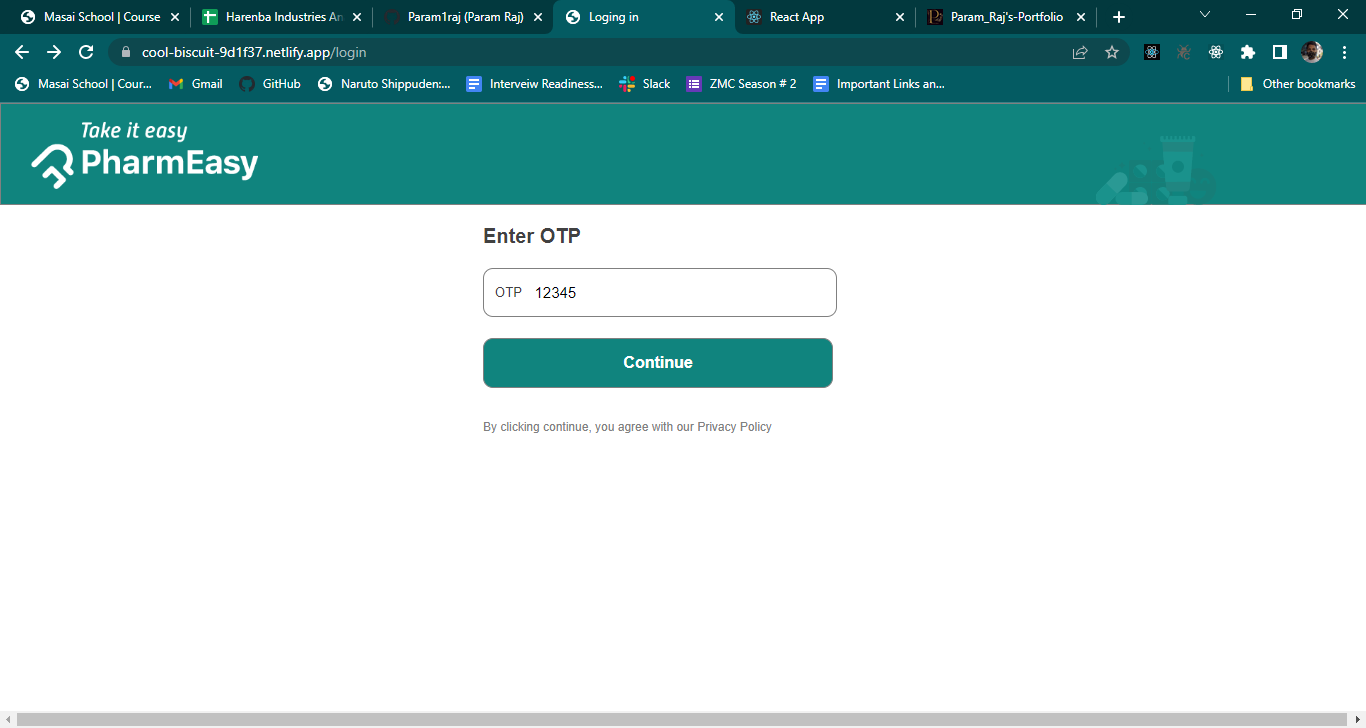 Masai School | Course
Harenba Industries An
Param1raj (Param Raj)
Loging in
React App
Param_Raj's-Portfolio
cool-biscuit-9d1f37.netlify.app/login
Masai School | Cour...
Gmail
GitHub
Naruto Shippuden:...
Interveiw Readiness...
Slack
ZMC Season # 2
Important Links an...
Other bookmarks
Take it easy
PharmEasy
Enter OTP
OTP 12345
Continue
By clicking continue, you agree with our Privacy Policy